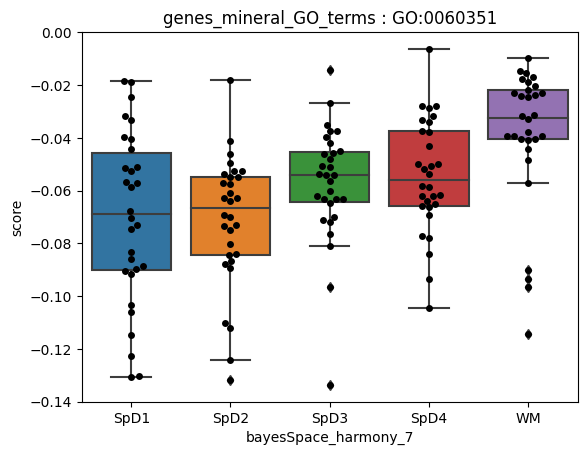 genes_mineral_GO_terms : GO:0060351
0.00
−0.02
−0.04
−0.06
−0.08
−0.10
−0.12
−0.14
score
SpD1 SpD2 SpD3 SpD4 WM
bayesSpace_harmony_7